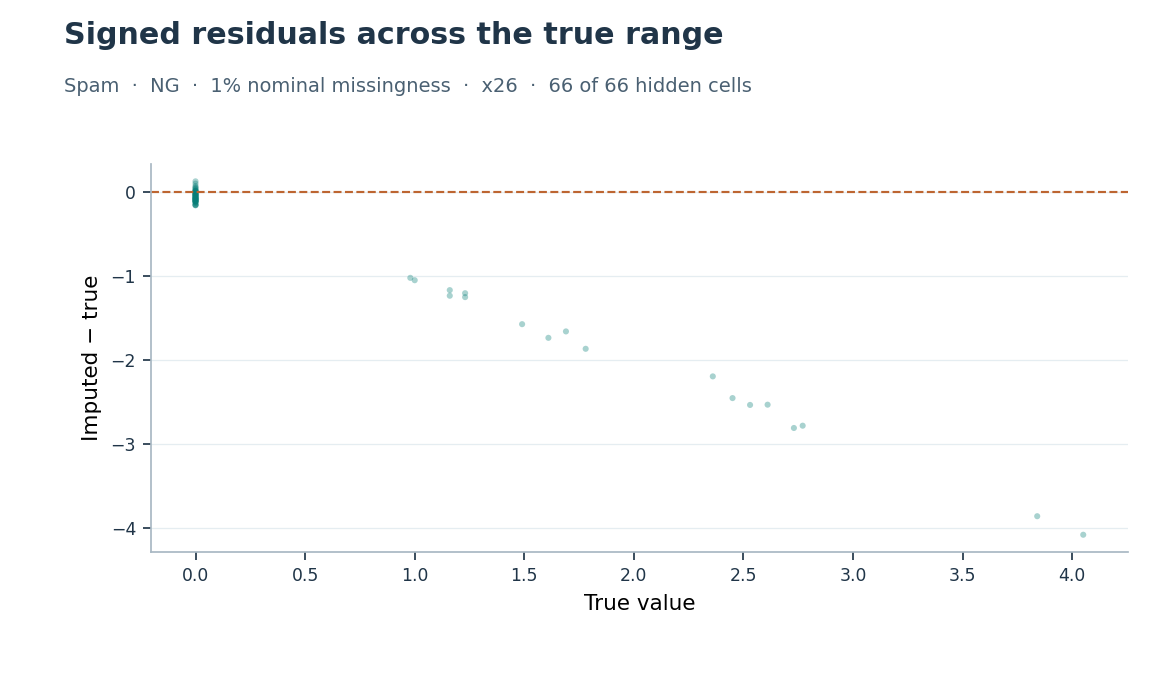 Signed residuals across the true range
Spam · NG · 1% nominal missingness · x26 · 66 of 66 hidden cells
0
−1
−2
−3
−4
Imputed − true
0.0 0.5 1.0 1.5 2.0 2.5 3.0 3.5 4.0
True value